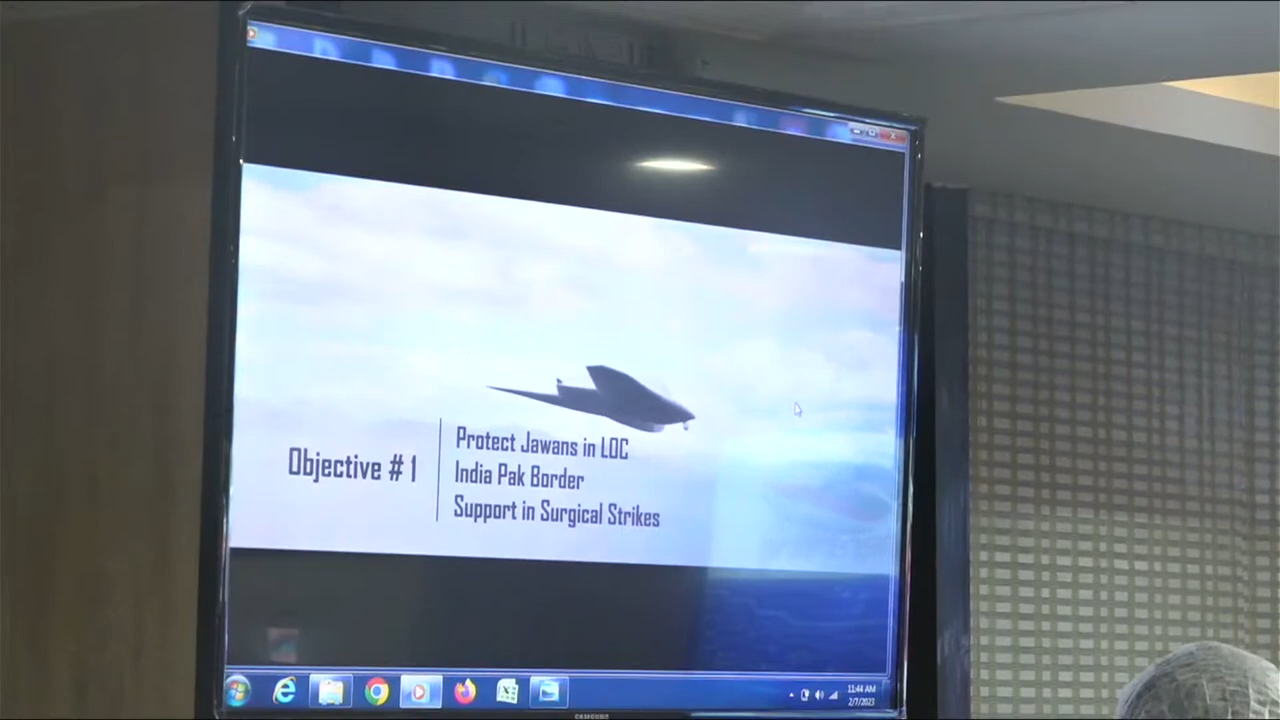 Objective # 1
Protect Jawans in LOC
India Pak Border
Support in Surgical Strikes
11:44 AM
2/7/2023
SAMSUNG